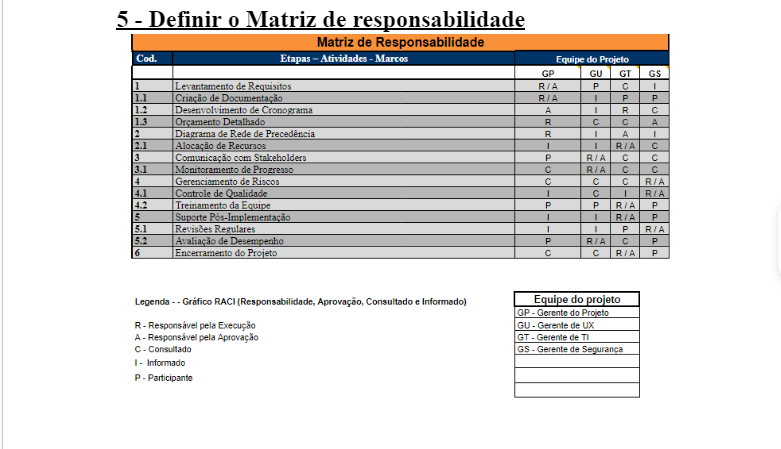 5 - Definir o Matriz de responsabilidade
Matriz de Responsabilidade
Cod. Etapas – Atividades - Marcos Equipe do Projeto
GP GU GT GS
1 Levantamento de Requisitos R / A P C I
1.1 Criação de Documentação R / A I P P
1.2 Desenvolvimento de Cronograma A I R C
1.3 Orçamento Detalhado R C C A
2 Diagrama de Rede de Precedência R I A I
2.1 Alocação de Recursos I I R / A C
3 Comunicação com Stakeholders P R / A C C
3.1 Monitoramento de Progresso C R / A C C
4 Gerenciamento de Riscos C C C R / A
4.1 Controle de Qualidade I C I R / A
4.2 Treinamento da Equipe P P R / A P
5 Suporte Pós-Implementação I I R / A P
5.1 Revisões Regulares I I P R / A
5.2 Avaliação de Desempenho P R / A C P
6 Encerramento do Projeto C C R / A P
Legenda - - Gráfico RACI (Responsabilidade, Aprovação, Consultado e Informado)
R - Responsável pela Execução
A - Responsável pela Aprovação
C - Consultado
I - Informado
P - Participante
Equipe do projeto
GP - Gerente do Projeto
GU - Gerente de UX
GT - Gerente de TI
GS - Gerente de Segurança